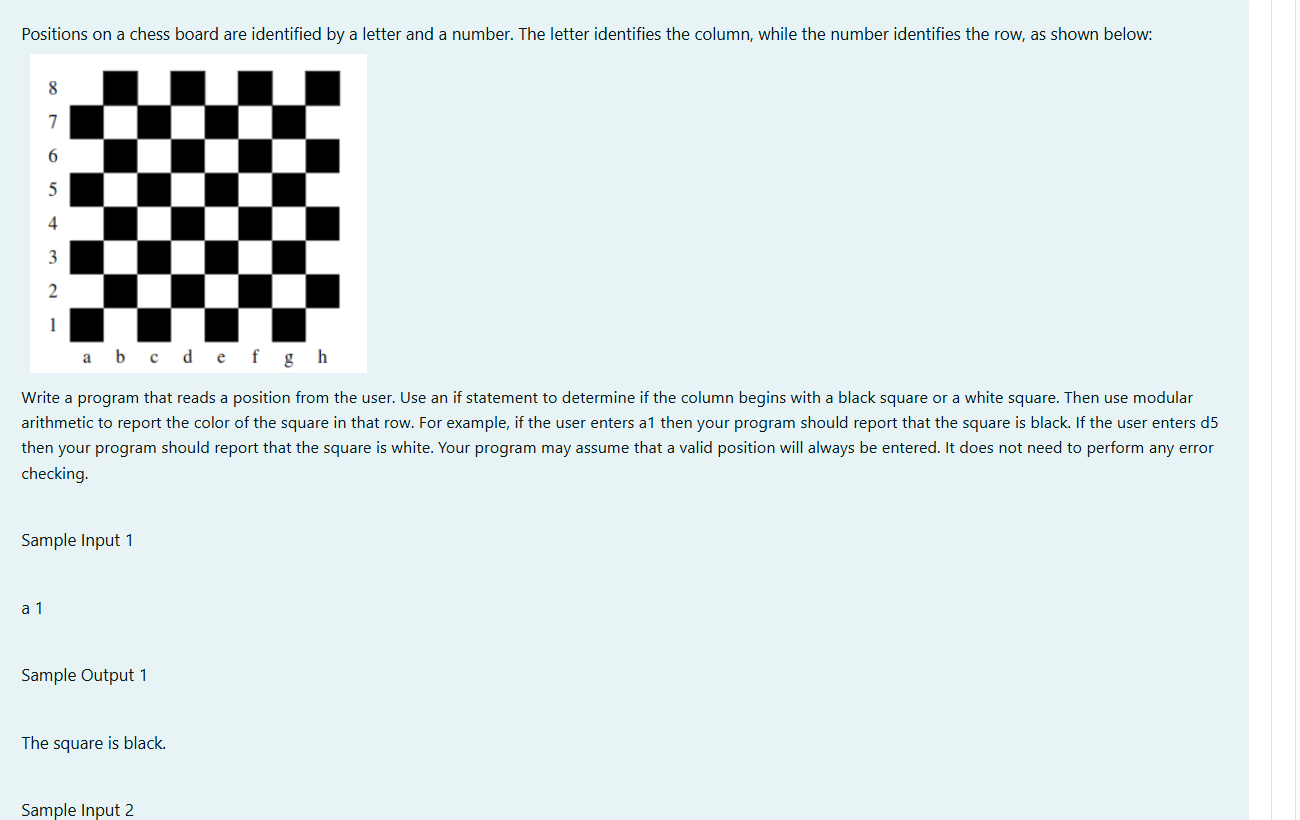 Positions on a chess board are identified by a letter and a number. The letter identifies the column, while the number identifies the row, as shown below:
8
7
6
5
4
3
2
1
a b c d e f g h
Write a program that reads a position from the user. Use an if statement to determine if the column begins with a black square or a white square. Then use modular
arithmetic to report the color of the square in that row. For example, if the user enters a1 then your program should report that the square is black. If the user enters d5
then your program should report that the square is white. Your program may assume that a valid position will always be entered. It does not need to perform any error
checking.
Sample Input 1
a 1
Sample Output 1
The square is black.
Sample Input 2